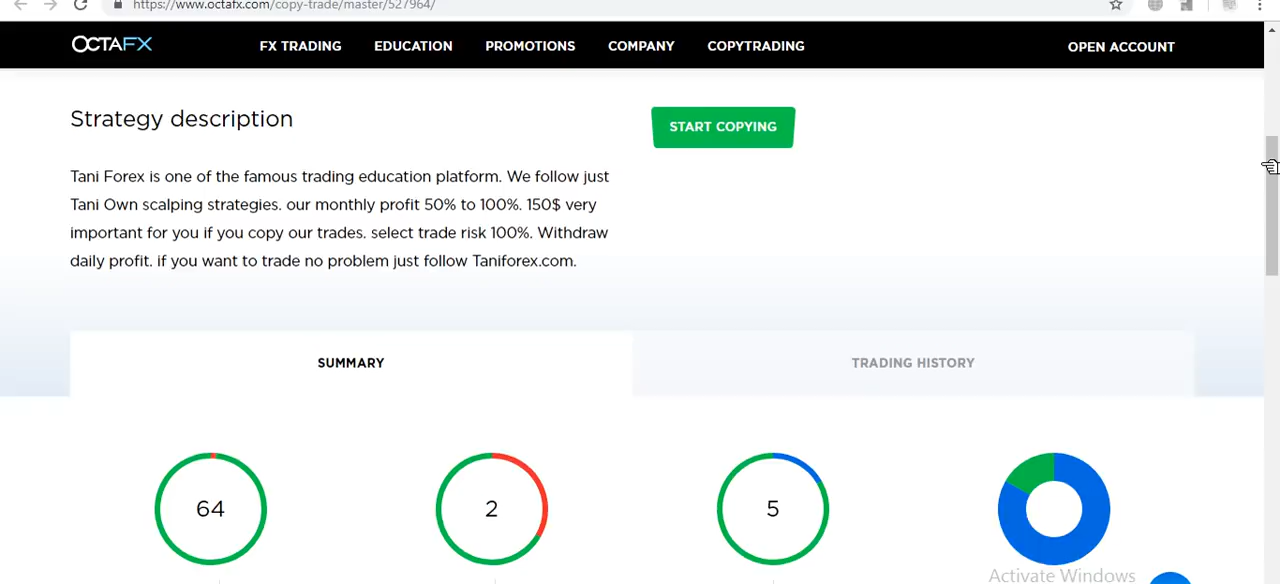 https://www.octafx.com/copy-trade/master/527964/
OCTAFX
FX TRADING
EDUCATION
PROMOTIONS
COMPANY
COPYTRADING
OPEN ACCOUNT
Strategy description
START COPYING
Tani Forex is one of the famous trading education platform. We follow just
Tani Own scalping strategies. our monthly profit 50% to 100%. 150$ very
important for you if you copy our trades. select trade risk 100%. Withdraw
daily profit. if you want to trade no problem just follow Taniforex.com.
SUMMARY
TRADING HISTORY
64
2
5
Activate Windows